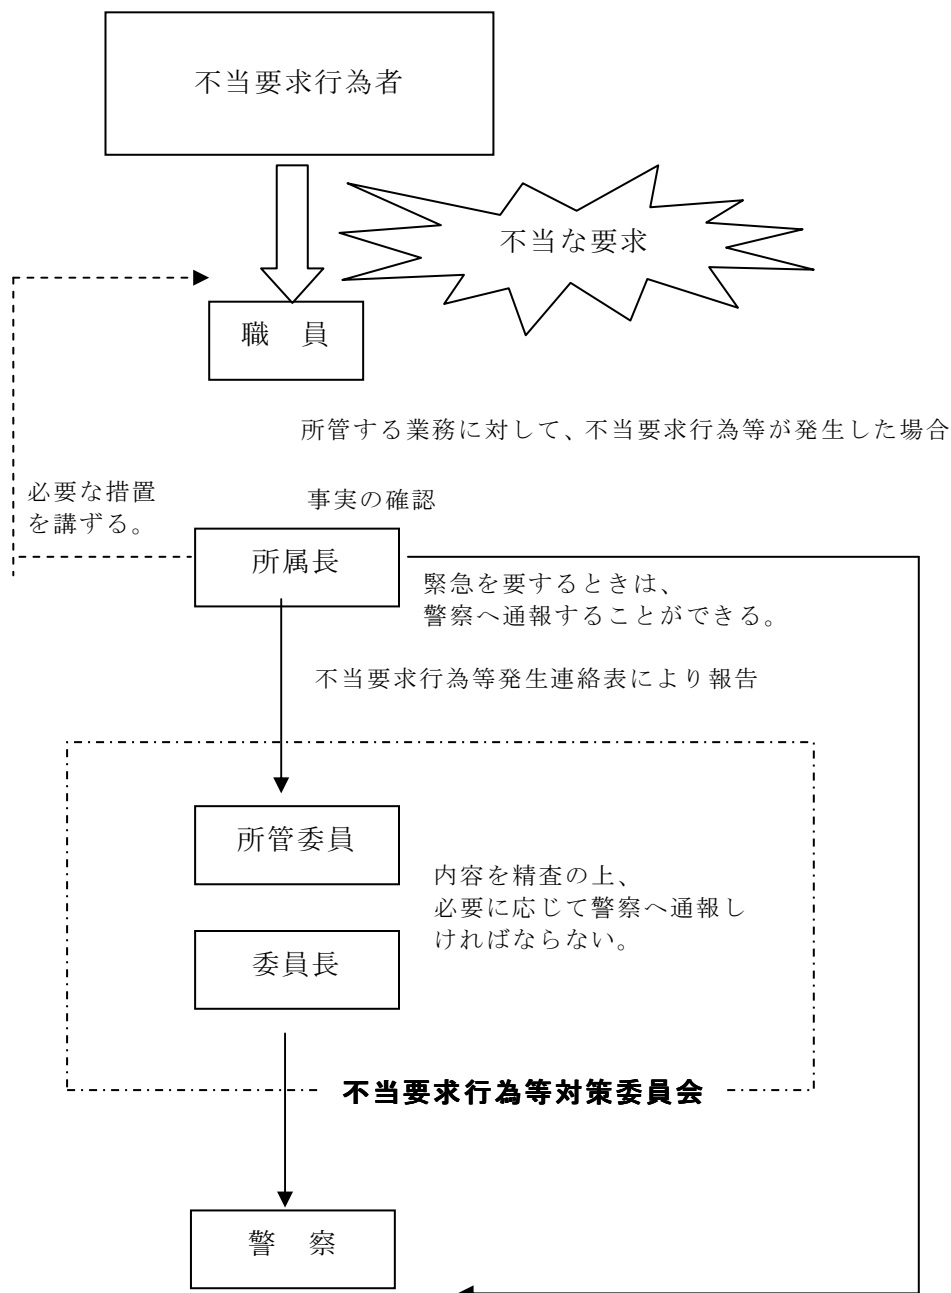 不当要求行為者
不当な要求
職 員
所管する業務に対して、不当要求行為等が発生した場合
必要な措置
を講ずる。
事実の確認
所属長
緊急を要するときは、
警察へ通報することができる。
不当要求行為等発生連絡表により報告
所管委員
内容を精査の上、
必要に応じて警察へ通報し
ければならない。
委員長
不当要求行為等対策委員会
警 察